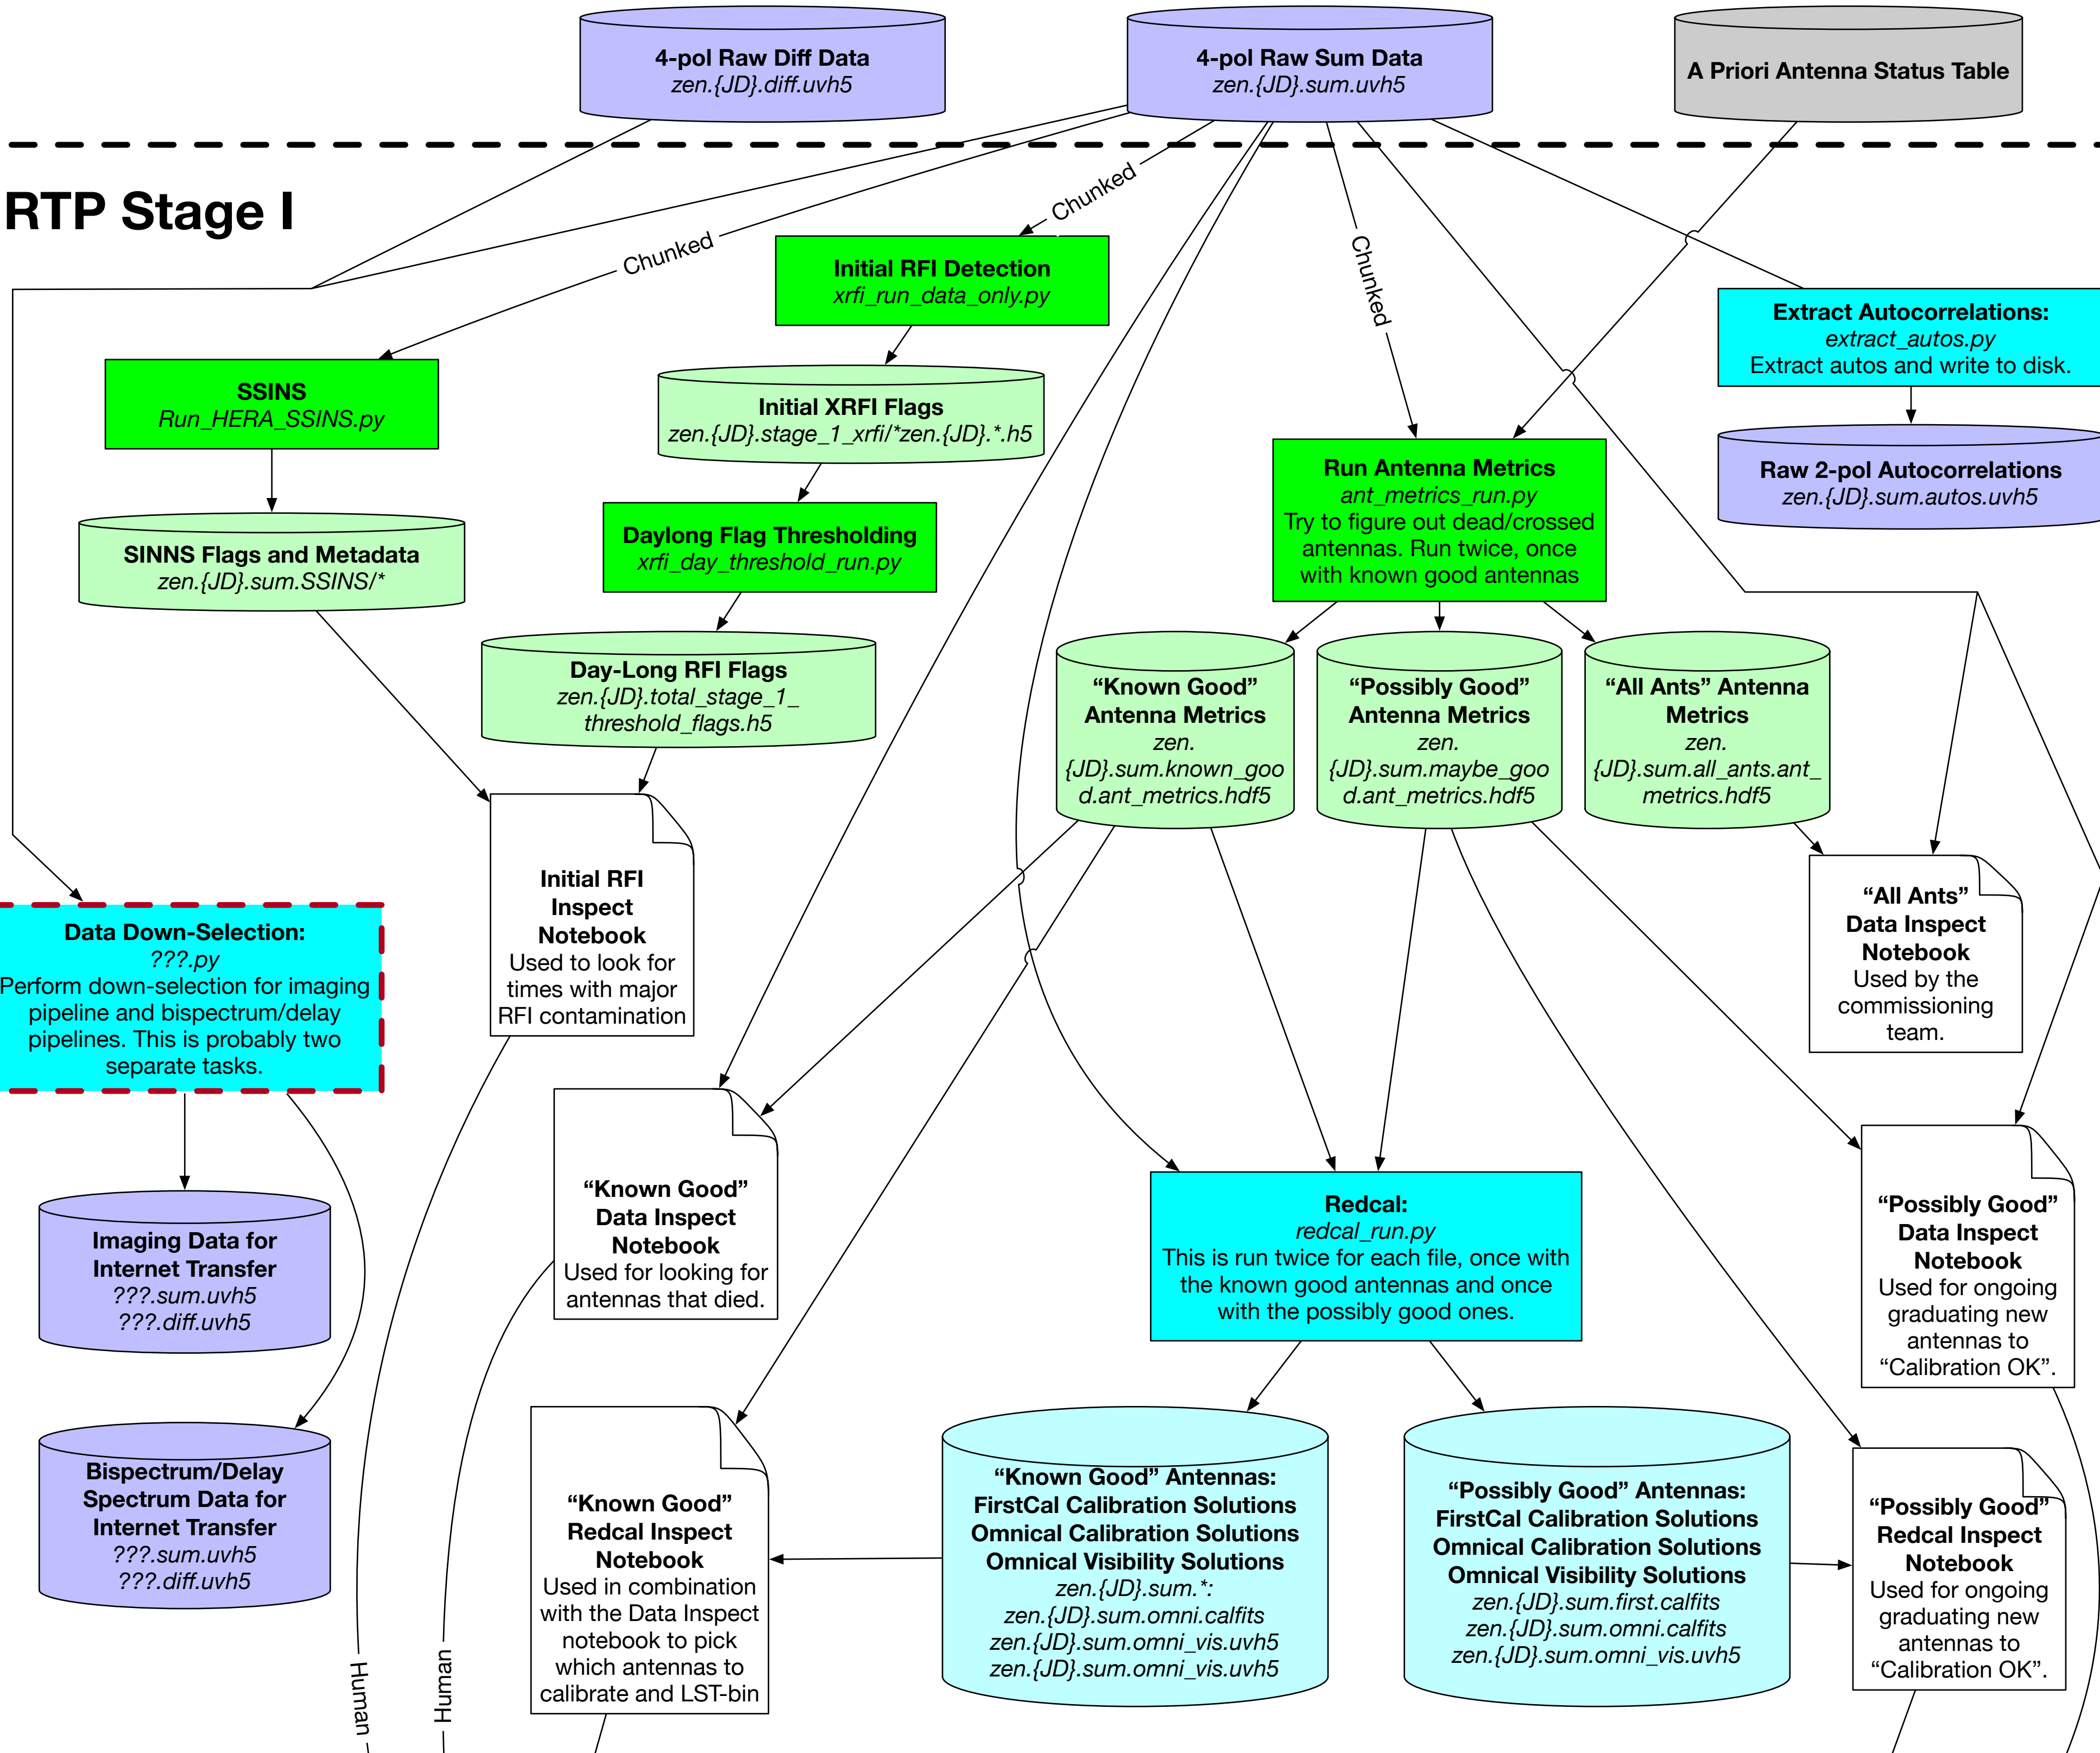 4-pol Raw Diff Data
zen.{JD}.diff.uvh5
4-pol Raw Sum Data
zen.{JD}.sum.uvh5
A Priori Antenna Status Table
RTP Stage I
Chunked
Chunked
Chunked
Initial RFI Detection
xrfi_run_data_only.py
Extract Autocorrelations:
extract_autos.py
Extract autos and write to disk.
SSINS
Run_HERA_SSINS.py
Initial XRFI Flags
zen.{JD}.stage_1_xrfi/*zen.{JD}.*.h5
Run Antenna Metrics
ant_metrics_run.py
Try to figure out dead/crossed
antennas. Run twice, once
with known good antennas
Raw 2-pol Autocorrelations
zen.{JD}.sum.autos.uvh5
SINNS Flags and Metadata
zen.{JD}.sum.SSINS/*
Daylong Flag Thresholding
xrfi_day_threshold_run.py
Day-Long RFI Flags
zen.{JD}.total_stage_1_
threshold_flags.h5
“Known Good”
Antenna Metrics
zen.
{JD}.sum.known_goo
d.ant_metrics.hdf5
“Possibly Good”
Antenna Metrics
zen.
{JD}.sum.maybe_goo
d.ant_metrics.hdf5
“All Ants” Antenna
Metrics
zen.
{JD}.sum.all_ants.ant_
metrics.hdf5
Initial RFI
Inspect
Notebook
Used to look for
times with major
RFI contamination
“All Ants”
Data Inspect
Notebook
Used by the
commissioning
team.
Data Down-Selection:
???.py
Perform down-selection for imaging
pipeline and bispectrum/delay
pipelines. This is probably two
separate tasks.
“Known Good”
Data Inspect
Notebook
Used for looking for
antennas that died.
Redcal:
redcal_run.py
This is run twice for each file, once with
the known good antennas and once
with the possibly good ones.
“Possibly Good”
Data Inspect
Notebook
Used for ongoing
graduating new
antennas to
“Calibration OK”.
Imaging Data for
Internet Transfer
???.sum.uvh5
???.diff.uvh5
Bispectrum/Delay
Spectrum Data for
Internet Transfer
???.sum.uvh5
???.diff.uvh5
“Known Good”
Redcal Inspect
Notebook
Used in combination
with the Data Inspect
notebook to pick
which antennas to
calibrate and LST-bin
“Known Good” Antennas:
FirstCal Calibration Solutions
Omnical Calibration Solutions
Omnical Visibility Solutions
zen.{JD}.sum.*:
zen.{JD}.sum.omni.calfits
zen.{JD}.sum.omni_vis.uvh5
zen.{JD}.sum.omni_vis.uvh5
“Possibly Good” Antennas:
FirstCal Calibration Solutions
Omnical Calibration Solutions
Omnical Visibility Solutions
zen.{JD}.sum.first.calfits
zen.{JD}.sum.omni.calfits
zen.{JD}.sum.omni_vis.uvh5
“Possibly Good”
Redcal Inspect
Notebook
Used for ongoing
graduating new
antennas to
“Calibration OK”.
Human
Human